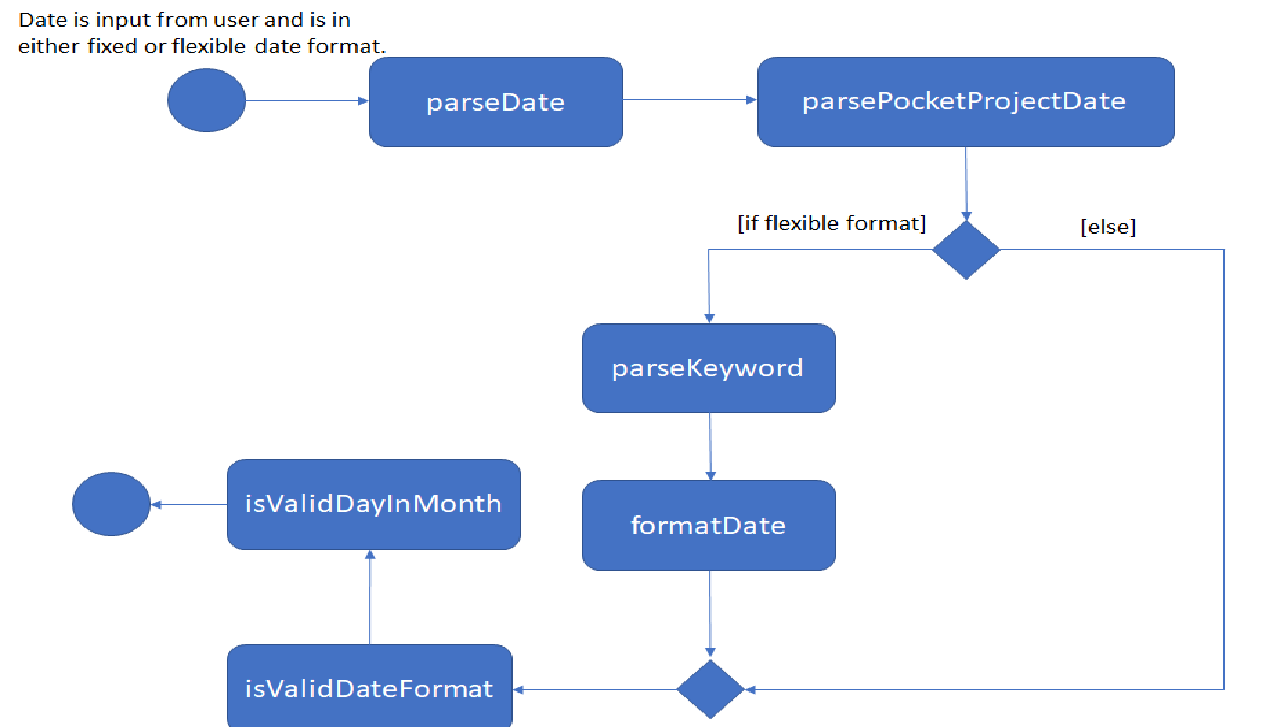 Date is input from user and is in
either fixed or flexible date format.
parseDate
parsePocketProjectDate
[if flexible format]
[else]
parseKeyword
isValidDayInMonth
formatDate
isValidDateFormat